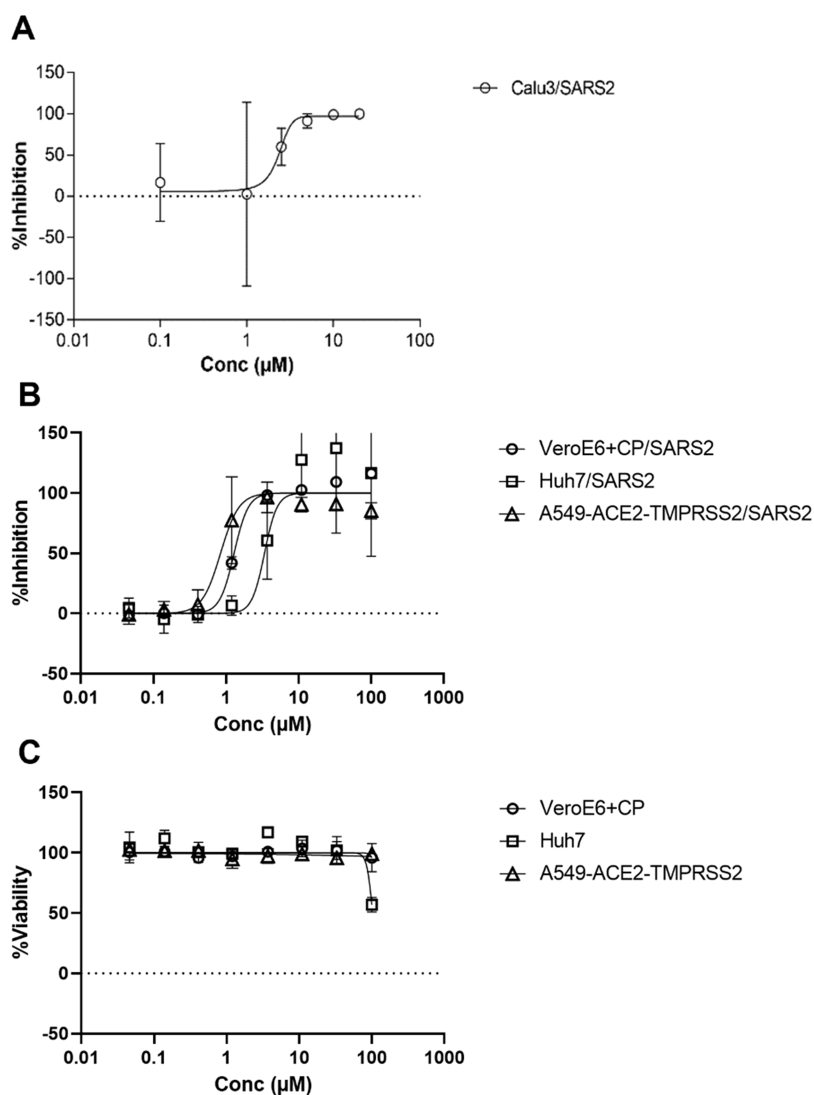 A
150
100
50
0
-50
-100
-150
%Inhibition
0.01 0.1 1 10 100
Conc (µM)
Calu3/SARS2
B
150
100
50
0
-50
%Inhibition
0.01 0.1 1 10 100 1000
Conc (µM)
VeroE6+CP/SARS2
Huh7/SARS2
A549-ACE2-TMPRSS2/SARS2
C
150
100
50
0
-50
%Viability
0.01 0.1 1 10 100 1000
Conc (µM)
VeroE6+CP
Huh7
A549-ACE2-TMPRSS2